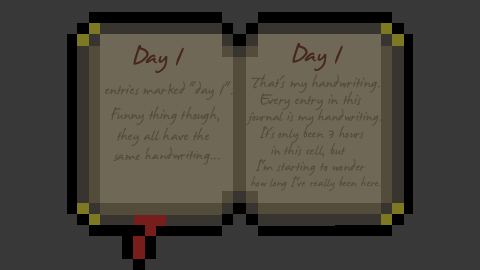 Day 1
entries marked "day 1".
Funny thing though,
they all have the
same handwriting...
Day 1
That's my handwriting.
Every entry in this
journal is my handwriting.
It's only been 7 hours
in this cell, but
I'm starting to wonder
how long I've really been here.